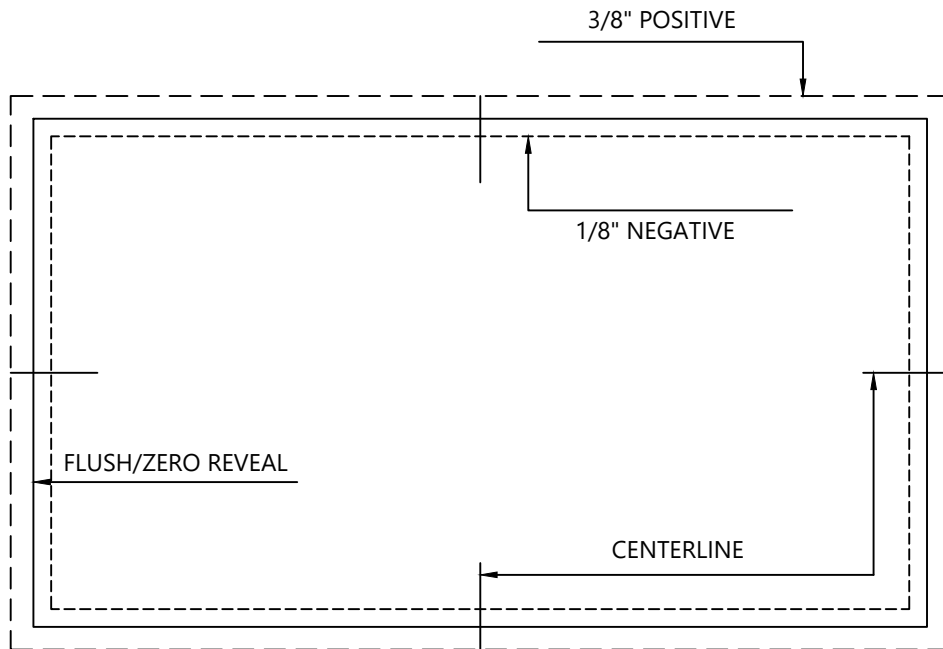 3/8" POSITIVE
1/8" NEGATIVE
FLUSH/ZERO REVEAL
CENTERLINE